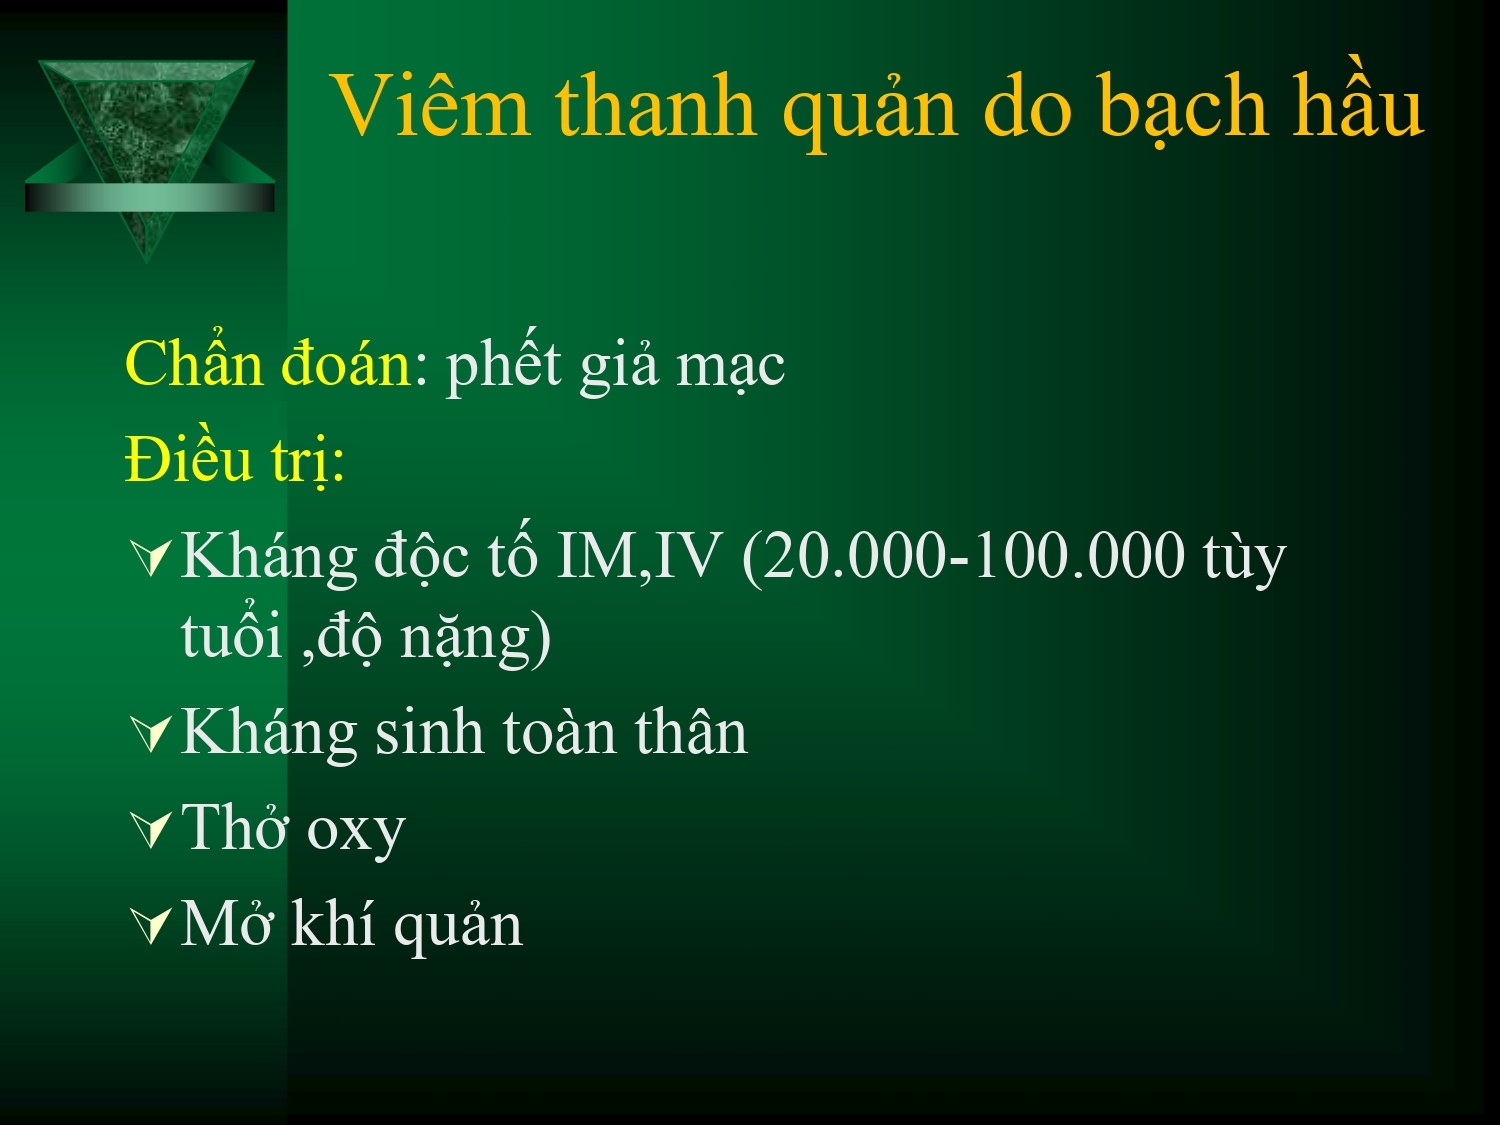 Viêm thanh quản do bạch hầu
Chẩn đoán: phết giả mạc
Điều trị:
Kháng độc tố IM,IV (20.000-100.000 tùy
tuổi ,độ nặng)
Kháng sinh toàn thân
Thở oxy
Mở khí quản